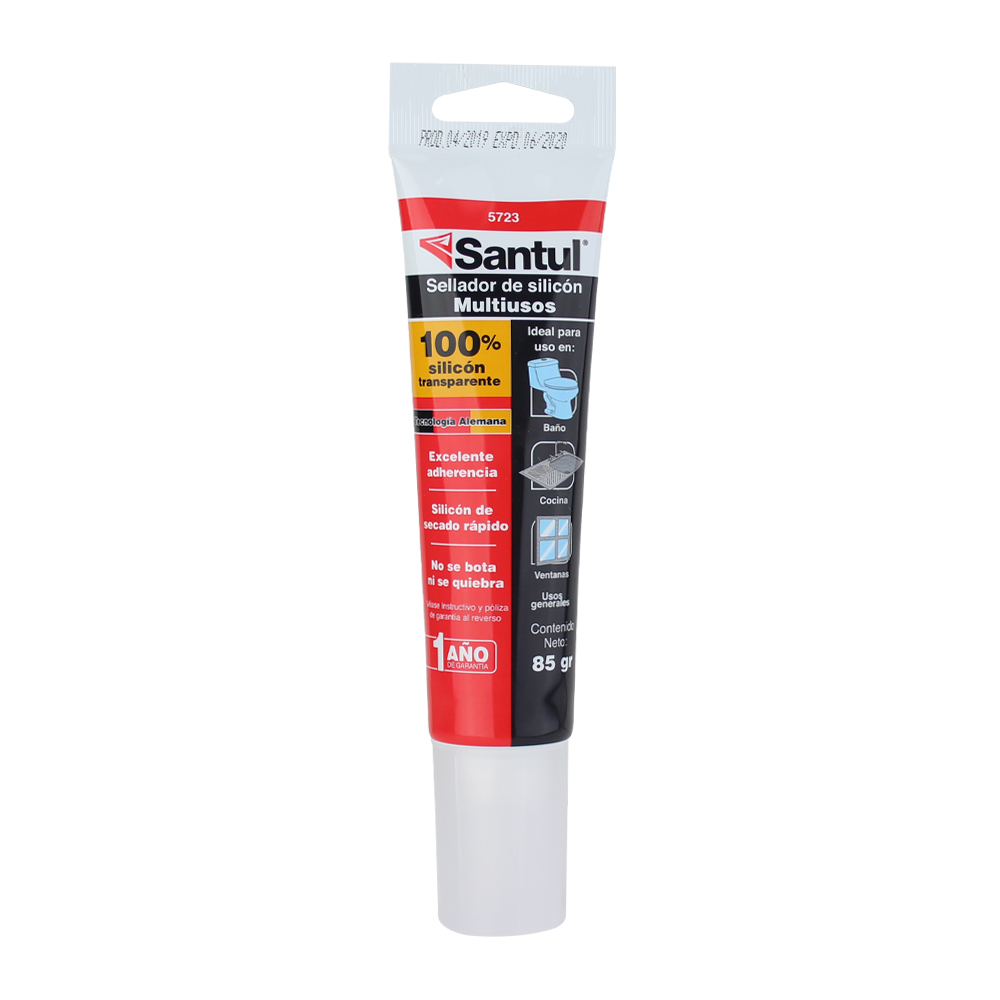 PROD.04/2019 EXPD.06/2020
5723
Santul®
Sellador de silicón
Multiusos
100%
silicón
transparente
Tecnología Alemana
Excelente
adherencia
Silicón de
secado rápido
No se bota
ni se quiebra
Véase Instructivo y póliza
de garantía al reverso
1 AÑO
DE GARANTÍA
Ideal para
uso en:
Baño
Cocina
Ventanas
Usos
generales
Contenido
Neto:
85 gr